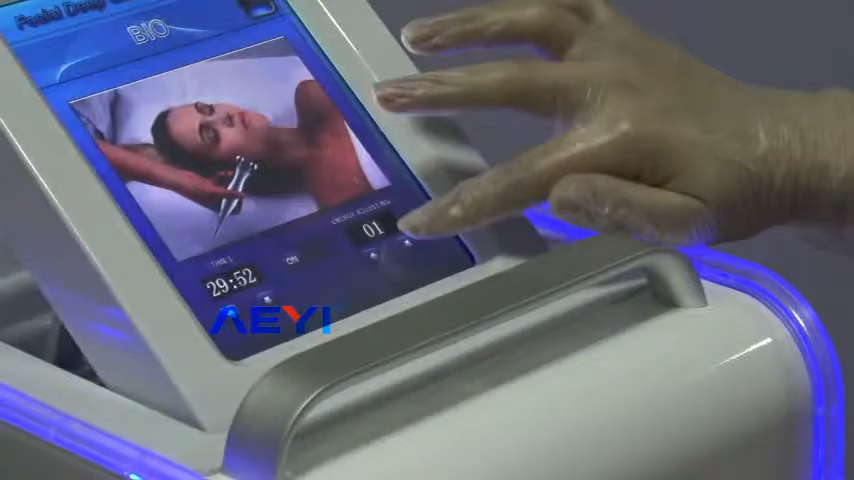 Facial Deep
BIO
ENERGY ADJUSTING
TIME
01
ON
29:52
AEYI